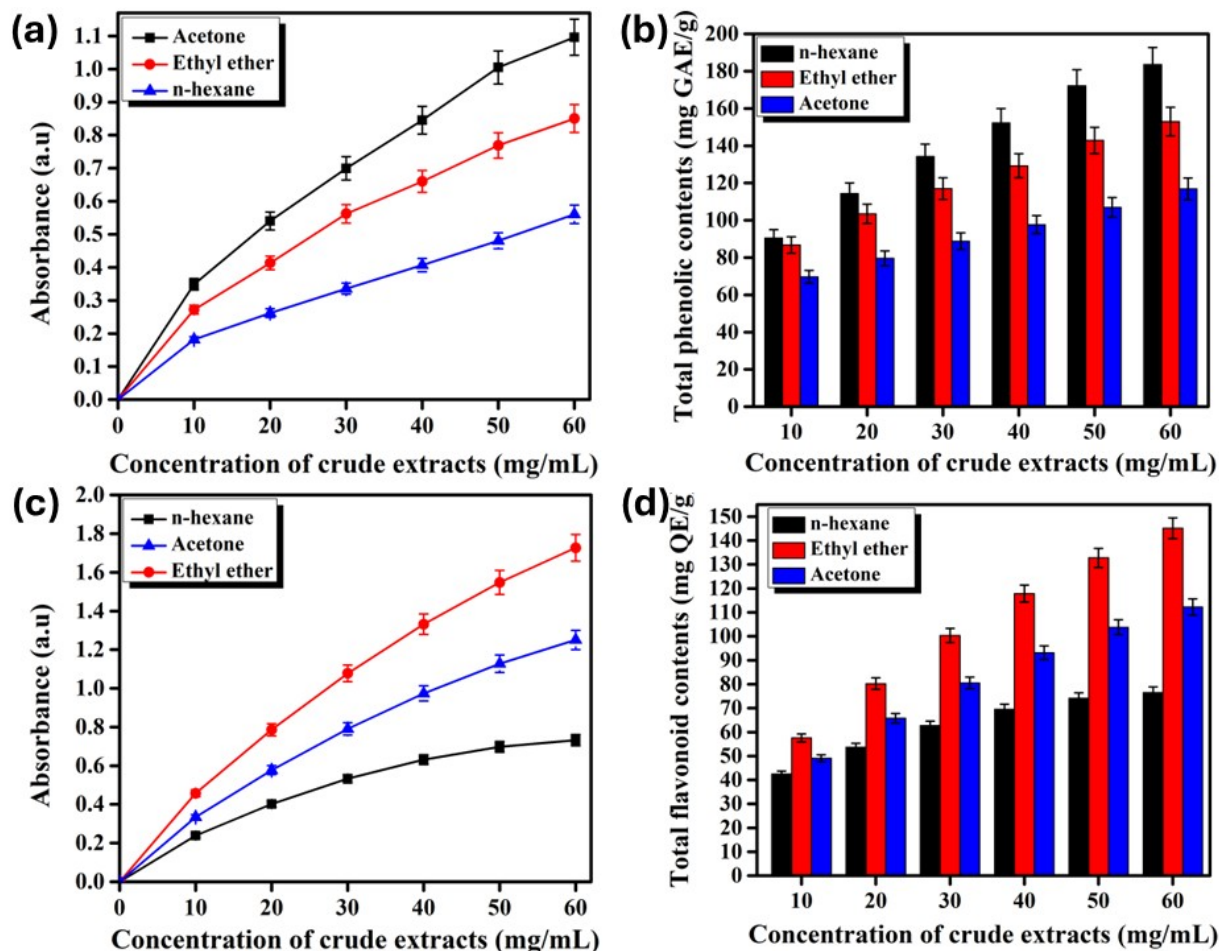 (a)
Acetone
Ethyl ether
n-hexane
1.1
1.0
0.9
0.8
0.7
0.6
0.5
0.4
0.3
0.2
0.1
0.0
Absorbance (a.u)
0 10 20 30 40 50 60
Concentration of crude extracts (mg/mL)
(b)
n-hexane
Ethyl ether
Acetone
200
180
160
140
120
100
80
60
40
20
0
Total phenolic contents (mg GAE/g)
10 20 30 40 50 60
Concentration of crude extracts (mg/mL)
(c)
n-hexane
Acetone
Ethyl ether
2.0
1.8
1.6
1.4
1.2
1.0
0.8
0.6
0.4
0.2
0.0
Absorbance (a.u)
0 10 20 30 40 50 60
Concentration of crude extracts (mg/mL)
(d)
n-hexane
Ethyl ether
Acetone
150
140
130
120
110
100
90
80
70
60
50
40
30
20
10
0
Total flavonoid contents (mg QE/g)
10 20 30 40 50 60
Concentration of crude extracts (mg/mL)